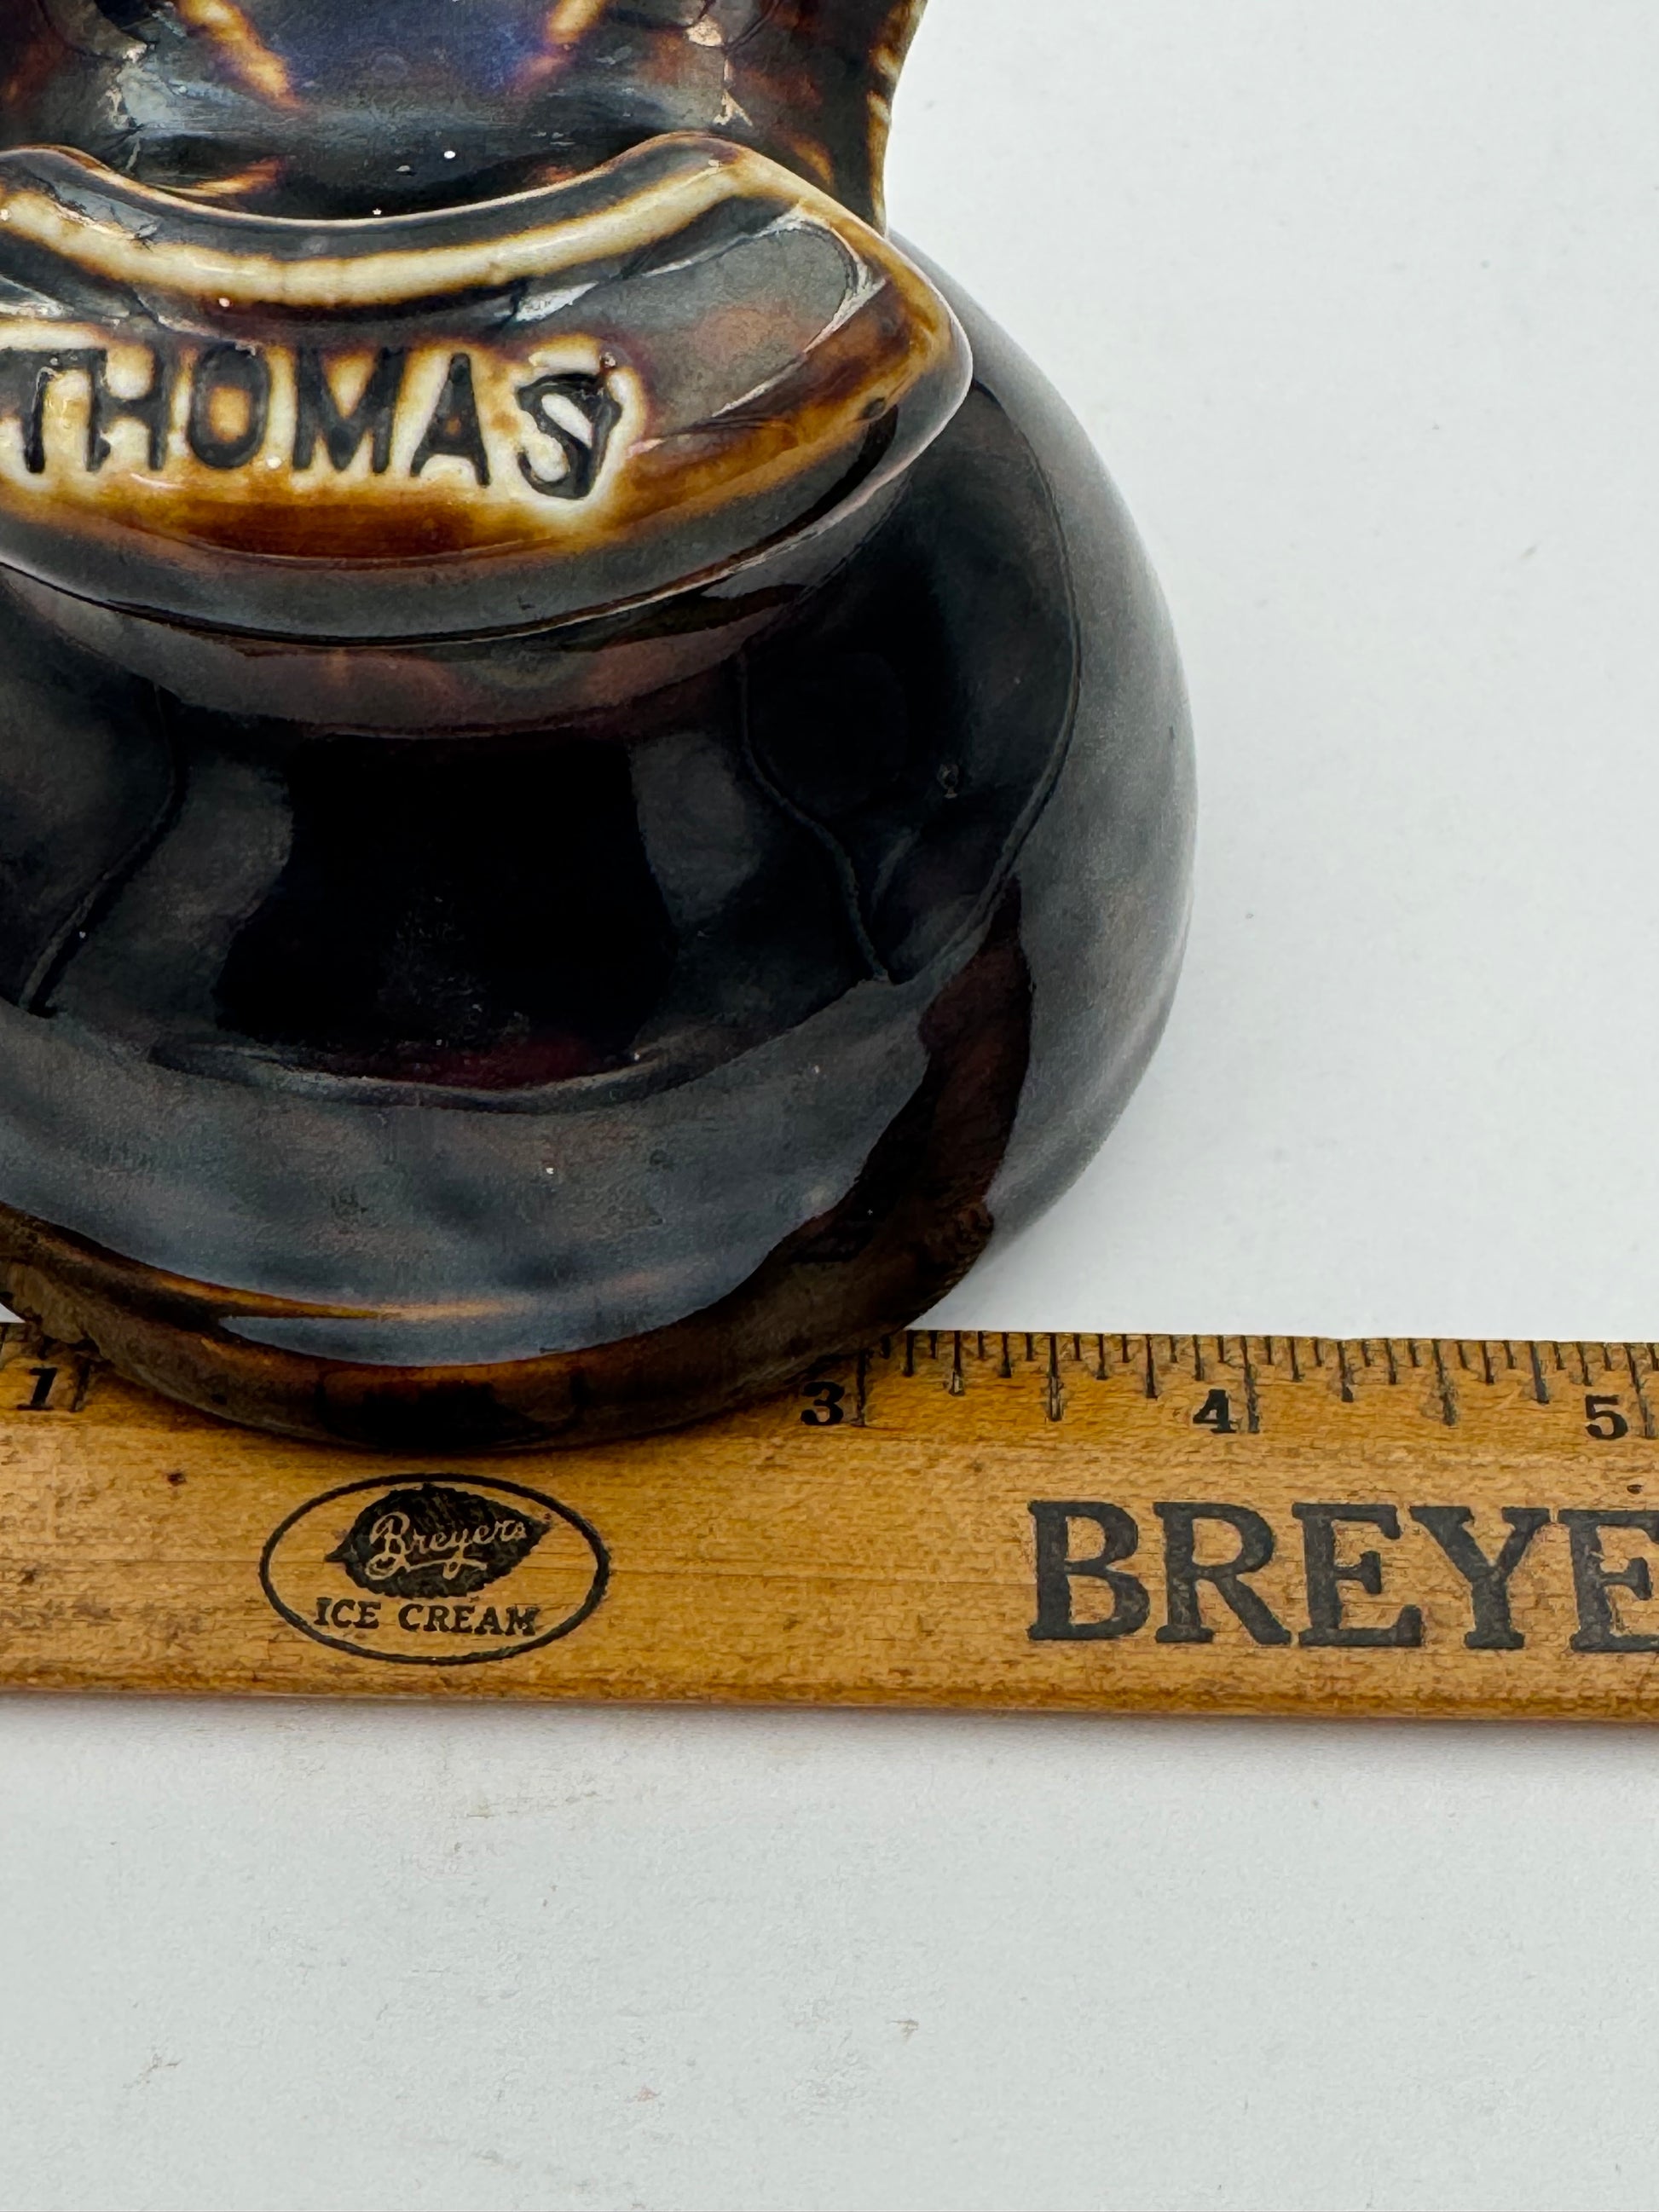 THOMAS
1 3 4 5
Breyers
ICE CREAM
BREYE